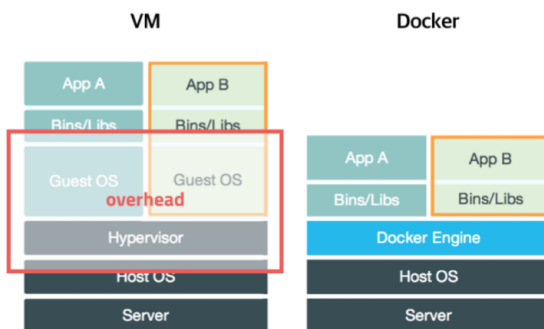 VM
Docker
App A
App B
Bins/Libs
Bins/Libs
Guest OS
Guest OS
overhead
Hypervisor
Host OS
Server
App A
App B
Bins/Libs
Bins/Libs
Docker Engine
Host OS
Server